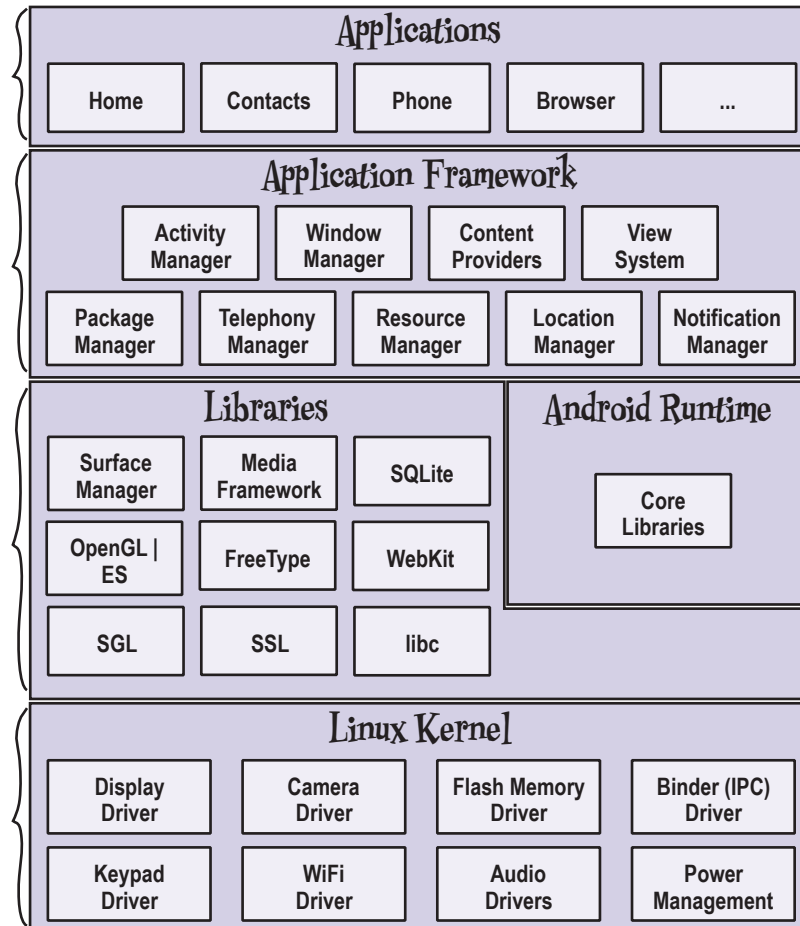 Applications
Home
Contacts
Phone
Browser
...
Application Framework
Activity
Manager
Window
Manager
Content
Providers
View
System
Package
Manager
Telephony
Manager
Resource
Manager
Location
Manager
Notification
Manager
Libraries
Surface
Manager
Media
Framework
SQLite
OpenGL |
ES
FreeType
WebKit
SGL
SSL
libc
Android Runtime
Core
Libraries
Linux Kernel
Display
Driver
Camera
Driver
Flash Memory
Driver
Binder (IPC)
Driver
Keypad
Driver
WiFi
Driver
Audio
Drivers
Power
Management